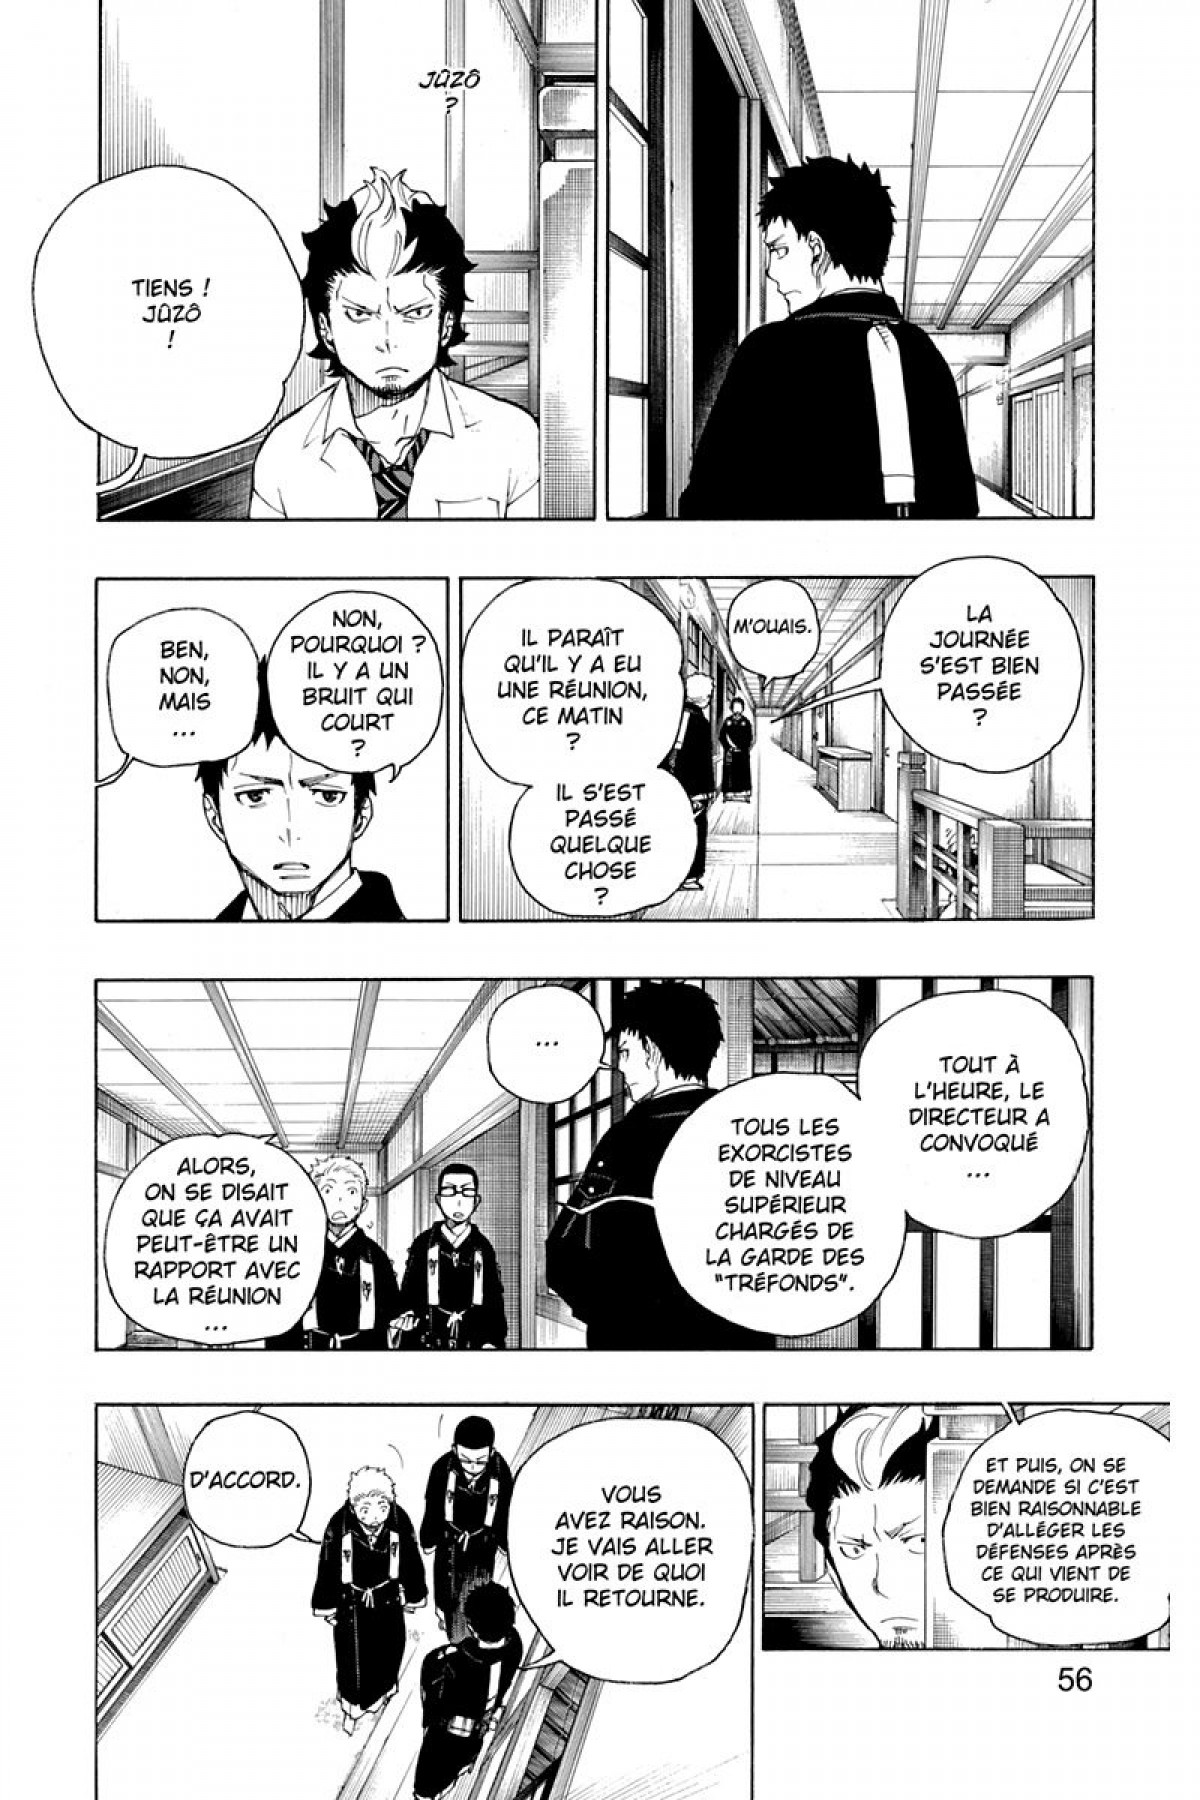 JÛZÔ
?
TIENS !
JÛZÔ
!
LA
JOURNÉE
S'EST BIEN
PASSÉE
?
M'OUAIS.
IL PARAÎT
QU'IL Y A EU
UNE RÉUNION,
CE MATIN
?
IL S'EST
PASSÉ
QUELQUE
CHOSE
?
NON,
POURQUOI ?
IL Y A UN
BRUIT QUI
COURT
?
BEN,
NON,
MAIS
...
TOUT À
L'HEURE, LE
DIRECTEUR A
CONVOQUÉ
...
TOUS LES
EXORCISTES
DE NIVEAU
SUPÉRIEUR
CHARGÉS DE
LA GARDE DES
"TRÉFONDS".
...
ALORS,
ON SE DISAIT
QUE ÇA AVAIT
PEUT-ÊTRE UN
RAPPORT AVEC
LA RÉUNION
...
ET PUIS, ON SE
DEMANDE SI C'EST
BIEN RAISONNABLE
D'ALLÉGER LES
DÉFENSES APRÈS
CE QUI VIENT DE
SE PRODUIRE.
VOUS
AVEZ RAISON.
JE VAIS ALLER
VOIR DE QUOI
IL RETOURNE.
D'ACCORD.
56